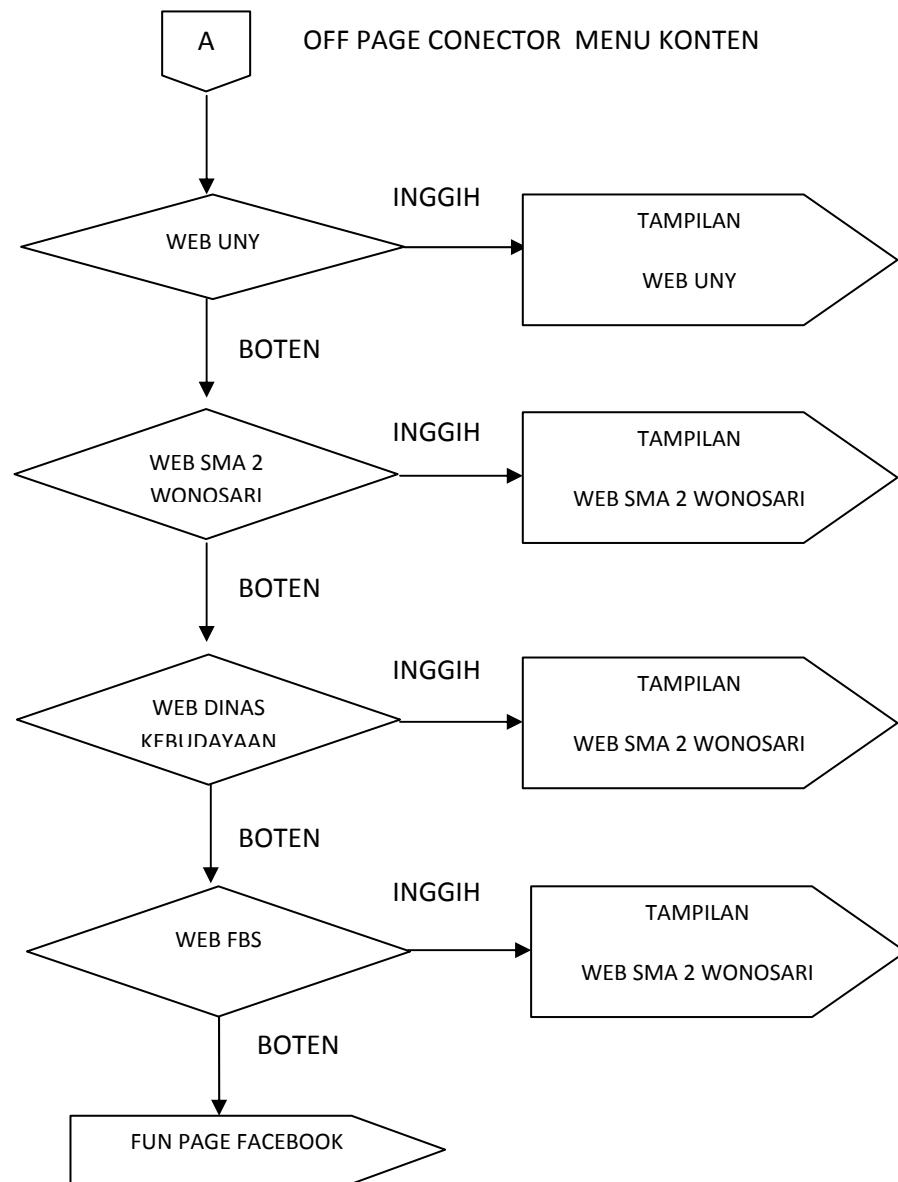 A
OFF PAGE CONECTOR MENU KONTEN
INGGIH
WEB UNY
TAMPILAN
WEB UNY
BOTEN
INGGIH
WEB SMA 2
WONOSARI
TAMPILAN
WEB SMA 2 WONOSARI
BOTEN
INGGIH
WEB DINAS
KEBUDAYAAN
TAMPILAN
WEB SMA 2 WONOSARI
BOTEN
INGGIH
WEB FBS
TAMPILAN
WEB SMA 2 WONOSARI
BOTEN
FUN PAGE FACEBOOK